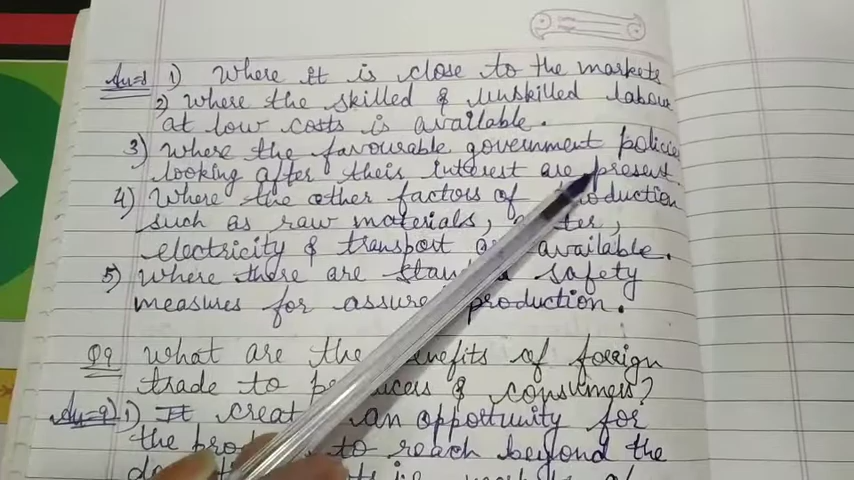 Ans=8 1) Where it is close to the markets
2) Where the skilled & unskilled labour
at low costs is available.
3) Where the favourable government policies
looking after their interest are present.
4) Where the other factors of production
such as raw materials,
electricity & transport are available.
5) Where there are safety
measures for assured production.
Q9 What are the benefits of foreign
trade to & consumers?
Ans=9) 1) It an opportunity for
the to reach beyond the